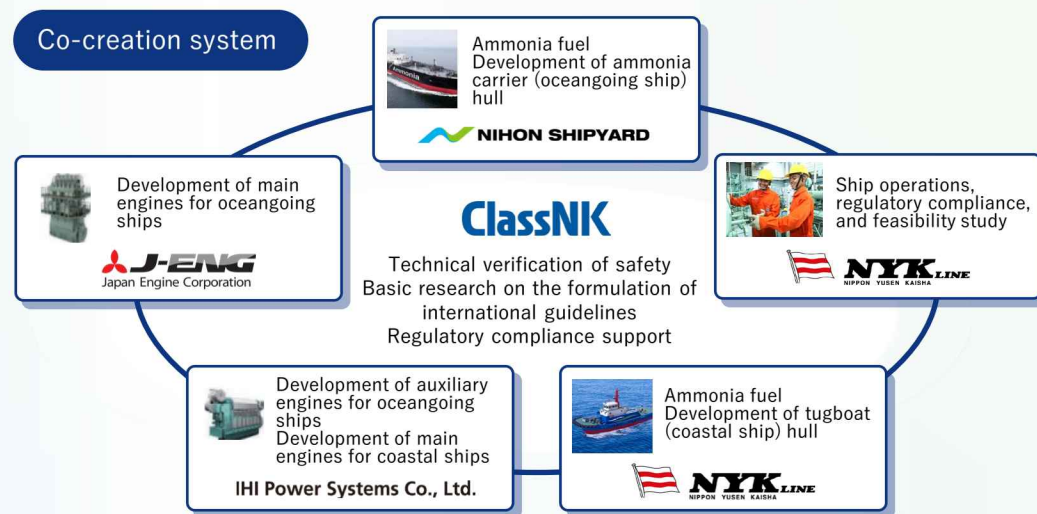 Co-creation system
Ammonia
Ammonia fuel
Development of ammonia
carrier (oceangoing ship)
hull
NIHON SHIPYARD
Development of main
engines for oceangoing
ships
J-ENG
Japan Engine Corporation
ClassNK
Technical verification of safety
Basic research on the formulation of
international guidelines
Regulatory compliance support
Ship operations,
regulatory compliance,
and feasibility study
NYK LINE
NIPPON YUSEN KAISHA
Development of auxiliary
engines for oceangoing
ships
Development of main
engines for coastal ships
IHI Power Systems Co., Ltd.
Ammonia fuel
Development of tugboat
(coastal ship) hull
NYK LINE
NIPPON YUSEN KAISHA